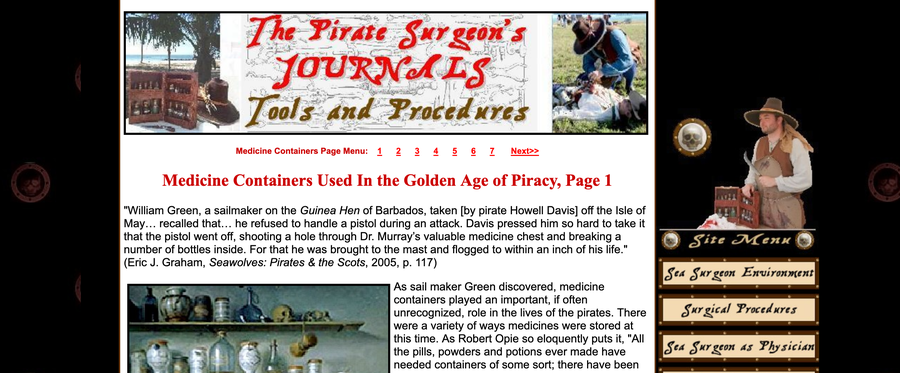 The Pirate Surgeon's
JOURNALS
Tools and Procedures
Medicine Containers Page Menu: 1 2 3 4 5 6 7 Next>>
Medicine Containers Used In the Golden Age of Piracy, Page 1
"William Green, a sailmaker on the Guinea Hen of Barbados, taken [by pirate Howell Davis] off the Isle of
May… recalled that… he refused to handle a pistol during an attack. Davis pressed him so hard to take it
that the pistol went off, shooting a hole through Dr. Murray's valuable medicine chest and breaking a
number of bottles inside. For that he was brought to the mast and flogged to within an inch of his life."
(Eric J. Graham, Seawolves: Pirates & the Scots, 2005, p. 117)
As sail maker Green discovered, medicine
containers played an important, if often
unrecognized, role in the lives of the pirates. There
were a variety of ways medicines were stored at
this time. As Robert Opie so eloquently puts it, "All
the pills, powders and potions ever made have
needed containers of some sort; there have been
Site Menu
Sea Surgeon Environment
Surgical Procedures
Sea Surgeon as Physician